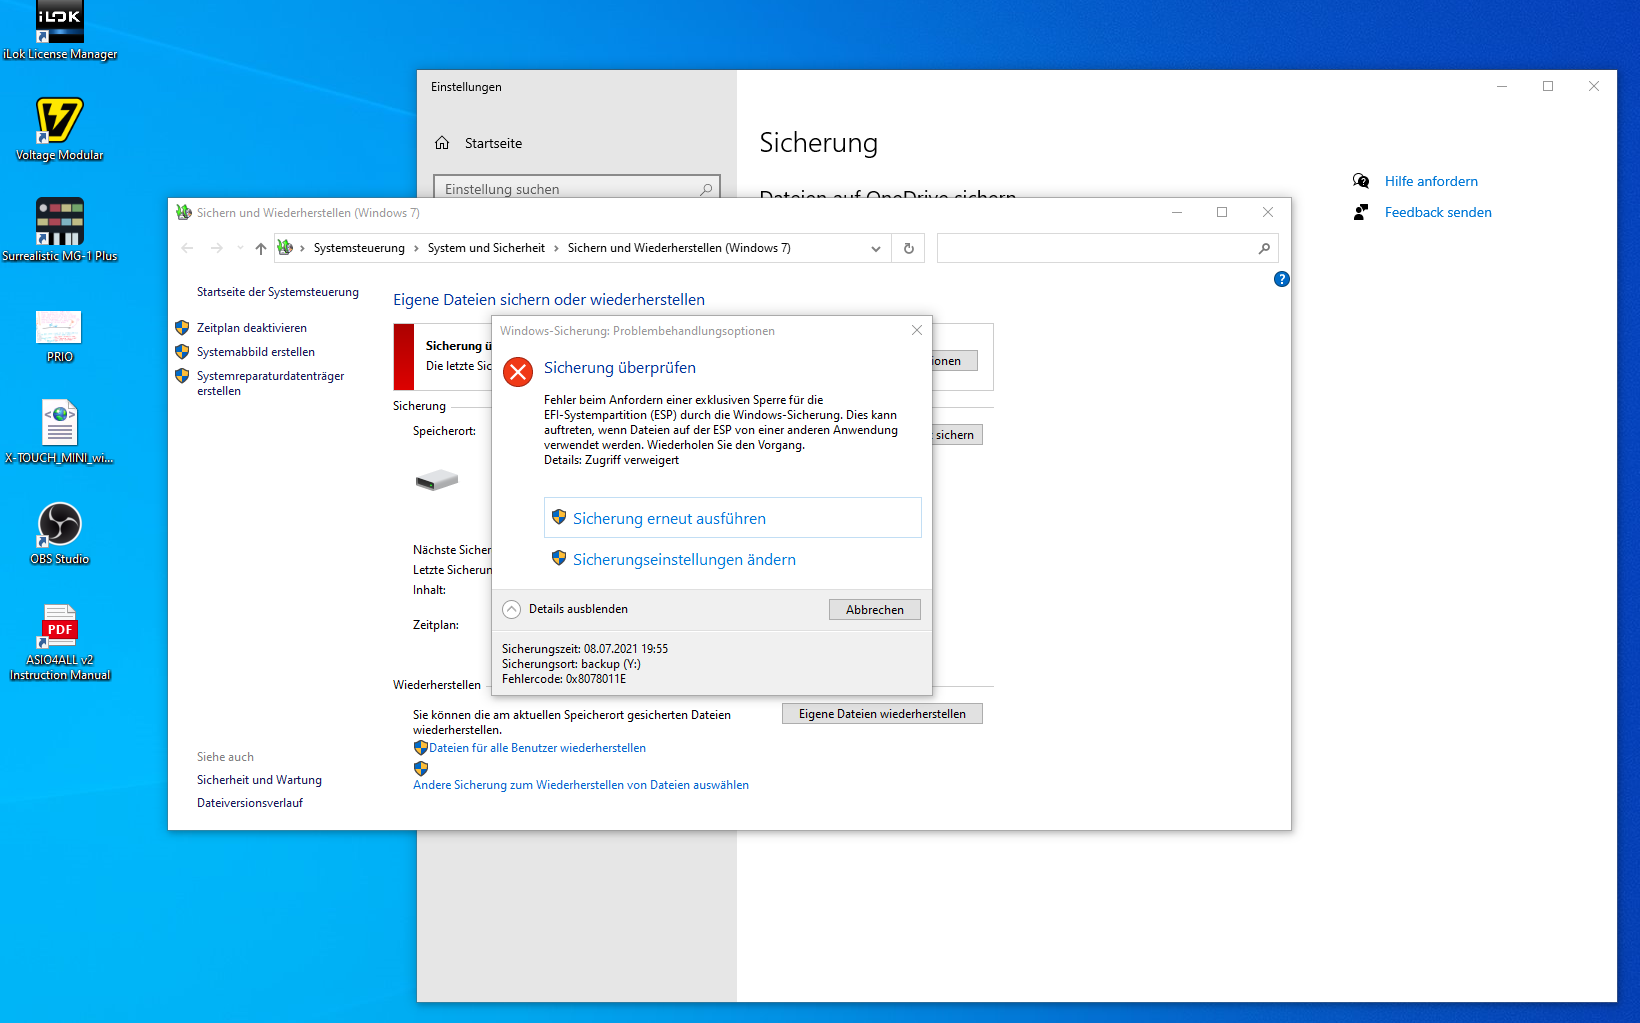 iLOK
iLok License Manager
Voltage Modular
Surrealistic MG-1 Plus
PRIO
X-TOUCH_MINI_wi...
OBS Studio
PDF
ASIO4ALL v2
Instruction Manual
Einstellungen
Startseite
Einstellung suchen
Sicherung
Dateien auf OneDrive sichern
Hilfe anfordern
Feedback senden
Sichern und Wiederherstellen (Windows 7)
Systemsteuerung › System und Sicherheit › Sichern und Wiederherstellen (Windows 7)
Startseite der Systemsteuerung
Zeitplan deaktivieren
Systemabbild erstellen
Systemreparaturdatenträger
erstellen
Siehe auch
Sicherheit und Wartung
Dateiversionsverlauf
Eigene Dateien sichern oder wiederherstellen
Sicherung ü
Die letzte Sic
ionen
Sicherung
Speicherort:
sichern
Nächste Sicher
Letzte Sicherun
Inhalt:
Zeitplan:
Windows-Sicherung: Problembehandlungsoptionen
Sicherung überprüfen
Fehler beim Anfordern einer exklusiven Sperre für die
EFI-Systempartition (ESP) durch die Windows-Sicherung. Dies kann
auftreten, wenn Dateien auf der ESP von einer anderen Anwendung
verwendet werden. Wiederholen Sie den Vorgang.
Details: Zugriff verweigert
Sicherung erneut ausführen
Sicherungseinstellungen ändern
Details ausblenden
Abbrechen
Sicherungszeit: 08.07.2021 19:55
Sicherungsort: backup (Y:)
Fehlercode: 0x8078011E
Wiederherstellen
Sie können die am aktuellen Speicherort gesicherten Dateien
wiederherstellen.
Eigene Dateien wiederherstellen
Dateien für alle Benutzer wiederherstellen
Andere Sicherung zum Wiederherstellen von Dateien auswählen